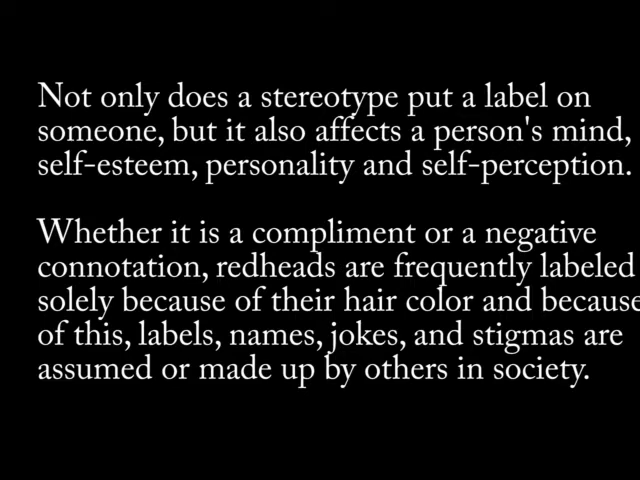 Not only does a stereotype put a label on
someone, but it also affects a person's mind,
self-esteem, personality and self-perception.
Whether it is a compliment or a negative
connotation, redheads are frequently labeled
solely because of their hair color and because
of this, labels, names, jokes, and stigmas are
assumed or made up by others in society.